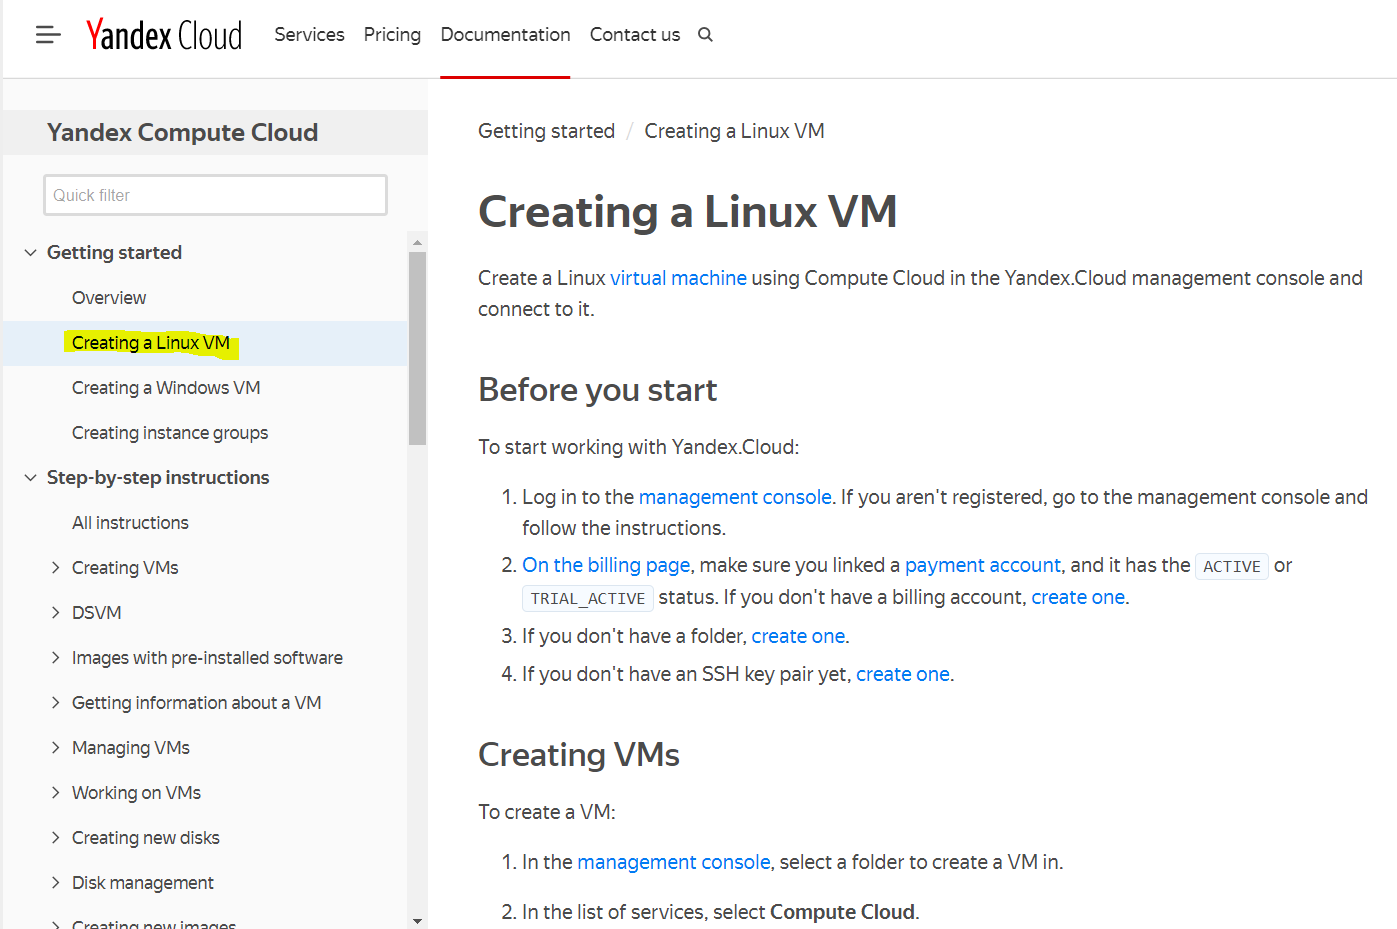 Yandex Cloud
Services Pricing Documentation Contact us
Yandex Compute Cloud
Quick filter
Getting started
Overview
Creating a Linux VM
Creating a Windows VM
Creating instance groups
Step-by-step instructions
All instructions
Creating VMs
DSVM
Images with pre-installed software
Getting information about a VM
Managing VMs
Working on VMs
Creating new disks
Disk management
Creating new images
Getting started / Creating a Linux VM
Creating a Linux VM
Create a Linux virtual machine using Compute Cloud in the Yandex.Cloud management console and
connect to it.
Before you start
To start working with Yandex.Cloud:
1. Log in to the management console. If you aren't registered, go to the management console and
follow the instructions.
2. On the billing page, make sure you linked a payment account, and it has the ACTIVE or
TRIAL_ACTIVE status. If you don't have a billing account, create one.
3. If you don't have a folder, create one.
4. If you don't have an SSH key pair yet, create one.
Creating VMs
To create a VM:
1. In the management console, select a folder to create a VM in.
2. In the list of services, select Compute Cloud.